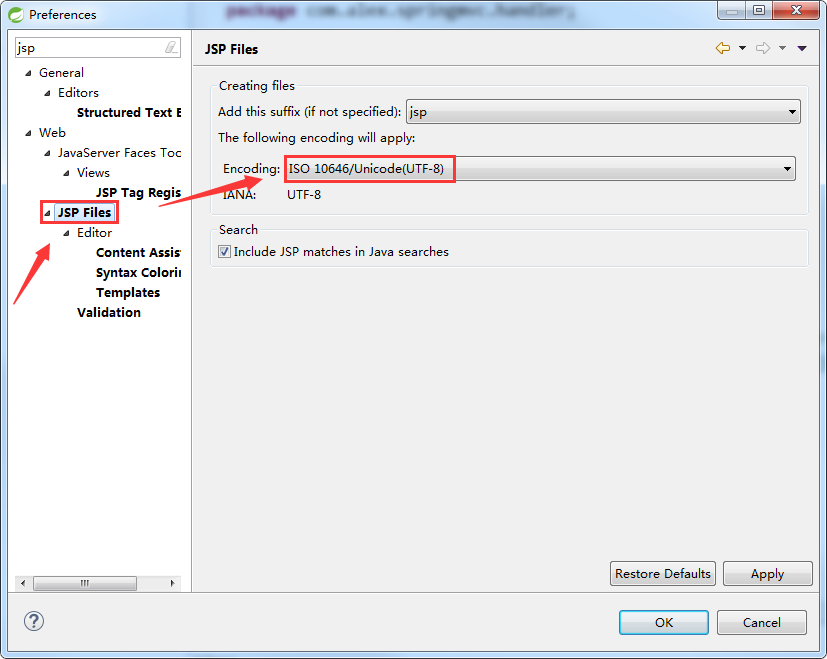 package com.alex.springmvc.handler;
Preferences
jsp
General
Editors
Structured Text E
Web
JavaServer Faces Toc
Views
JSP Tag Regis
JSP Files
Editor
Content Assis
Syntax Colorin
Templates
Validation
JSP Files
Creating files
Add this suffix (if not specified): jsp
The following encoding will apply:
Encoding: ISO 10646/Unicode(UTF-8)
IANA: UTF-8
Search
Include JSP matches in Java searches
Restore Defaults Apply
? OK Cancel